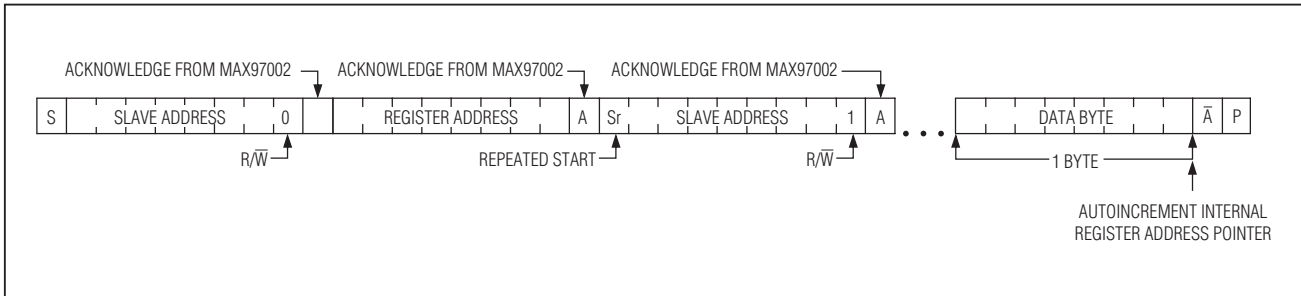 ACKNOWLEDGE FROM MAX97002 ACKNOWLEDGE FROM MAX97002 ACKNOWLEDGE FROM MAX97002
S SLAVE ADDRESS 0 REGISTER ADDRESS A Sr SLAVE ADDRESS 1 A ... DATA BYTE A̅ P
R/W̅ REPEATED START R/W̅ 1 BYTE
AUTOINCREMENT INTERNAL
REGISTER ADDRESS POINTER